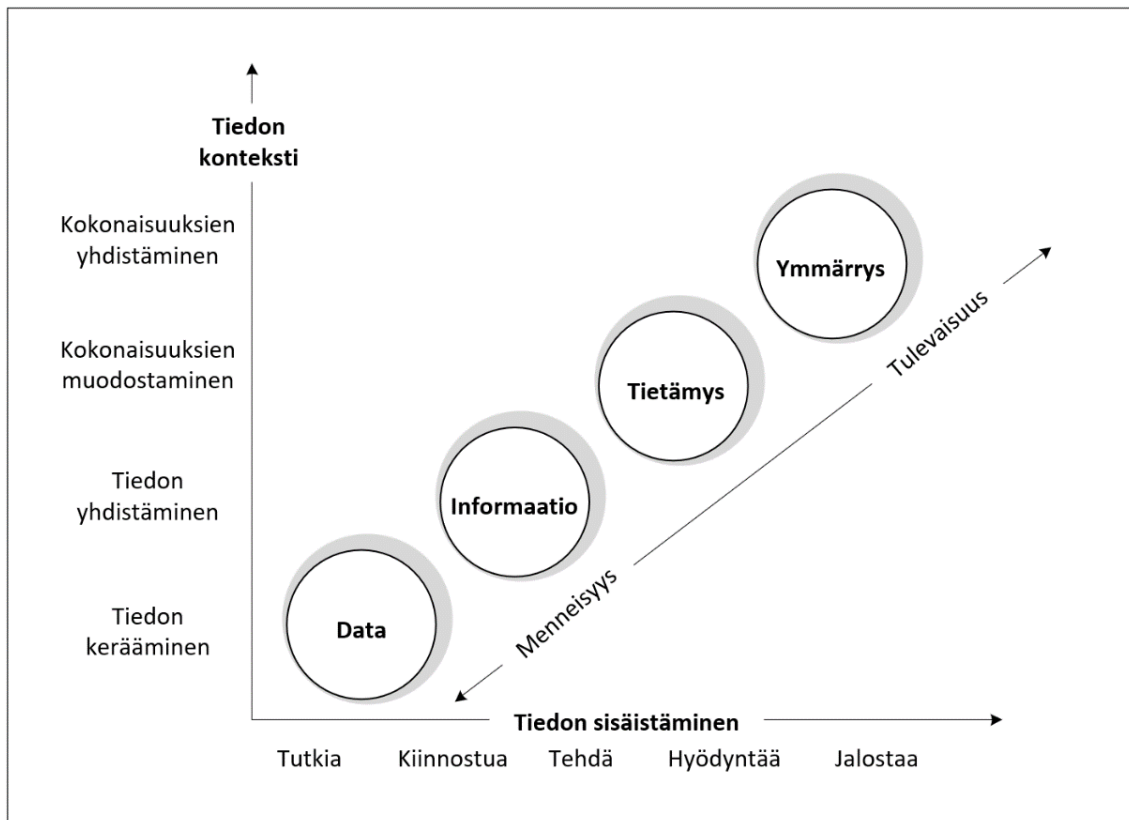 Tiedon
konteksti
Kokonaisuuksien
yhdistäminen
Ymmärrys
Tulevaisuus
Kokonaisuuksien
muodostaminen
Tietämys
Tiedon
yhdistäminen
Informaatio
Menneisyys
Tiedon
kerääminen
Data
Tiedon sisäistäminen
Tutkia Kiinnostua Tehdä Hyödyntää Jalostaa